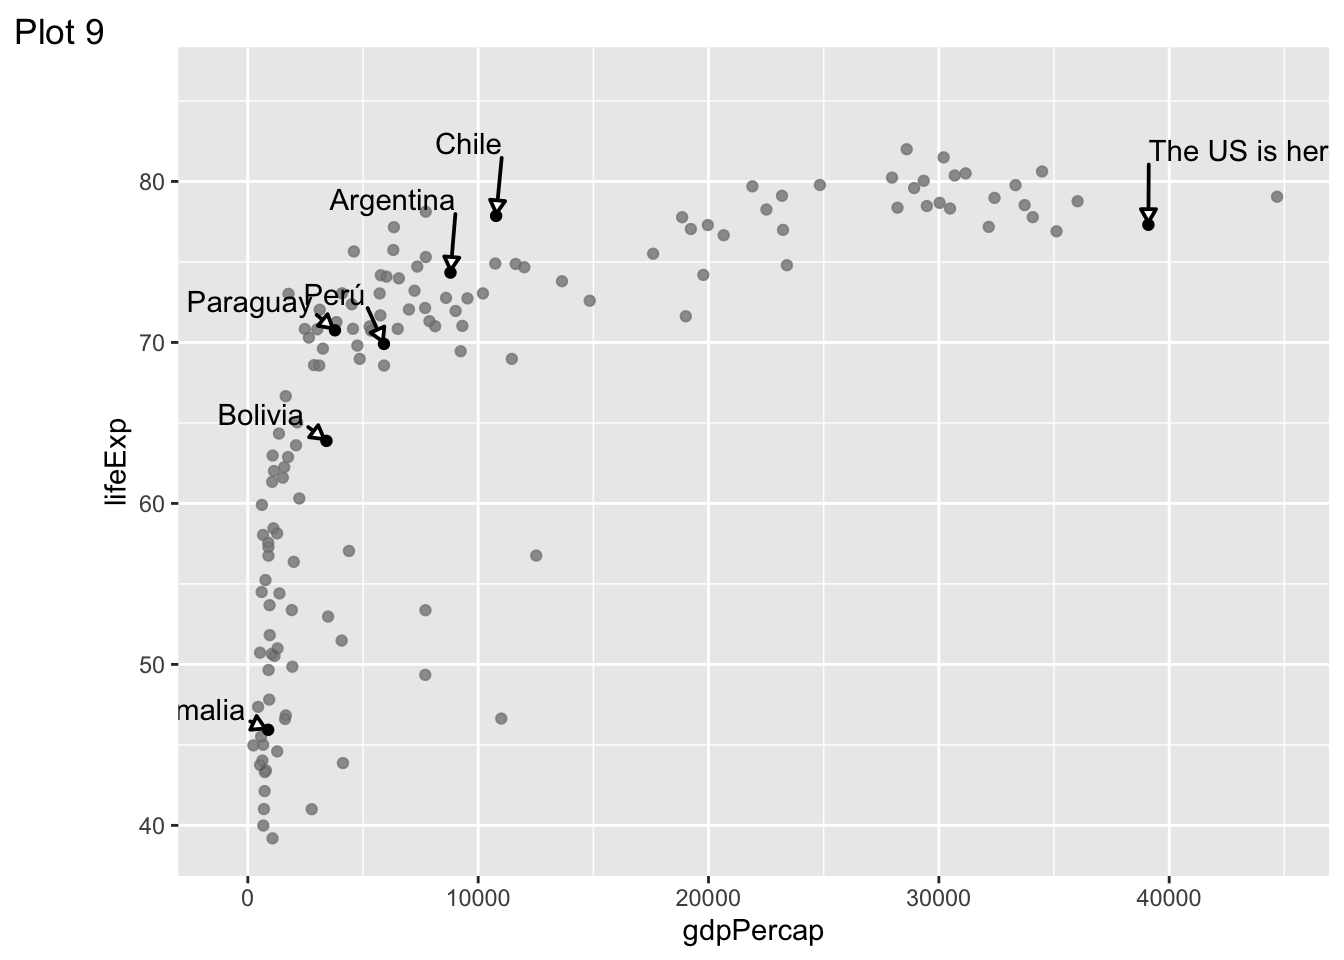 Plot 9
Chile
The US is her
80
Argentina
Paraguay
Perú
70
Bolivia
lifeExp
60
50
malia
40
0 10000 20000 30000 40000
gdpPercap